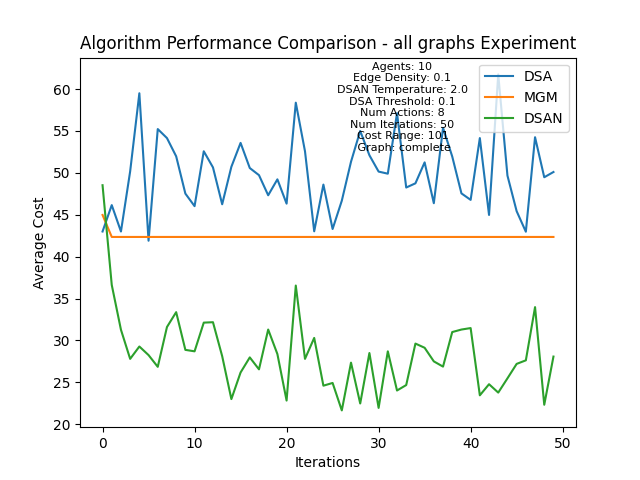 Algorithm Performance Comparison - all graphs Experiment
Agents: 10
Edge Density: 0.1
DSAN Temperature: 2.0
DSA Threshold: 0.1
Num Actions: 8
Num Iterations: 50
Cost Range: 101
Graph: complete
DSA
MGM
DSAN
Average Cost
60
55
50
45
40
35
30
25
20
0 10 20 30 40 50
Iterations